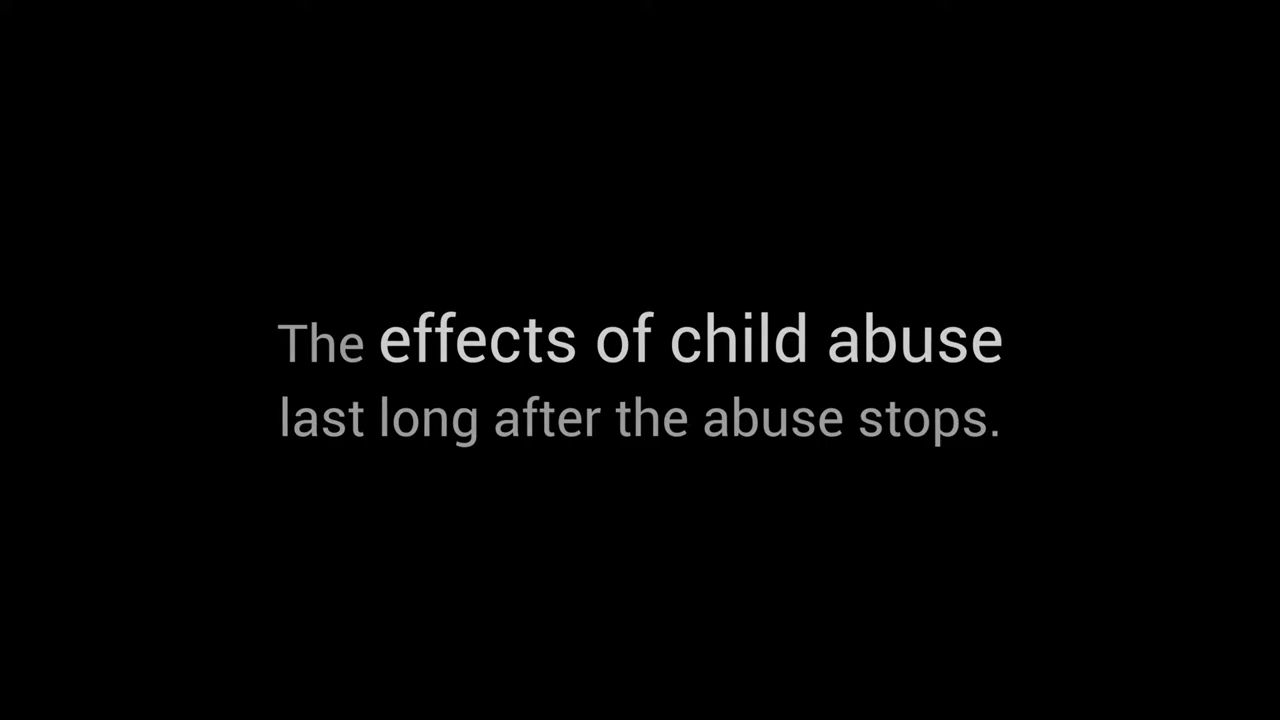 The effects of child abuse
last long after the abuse stops.